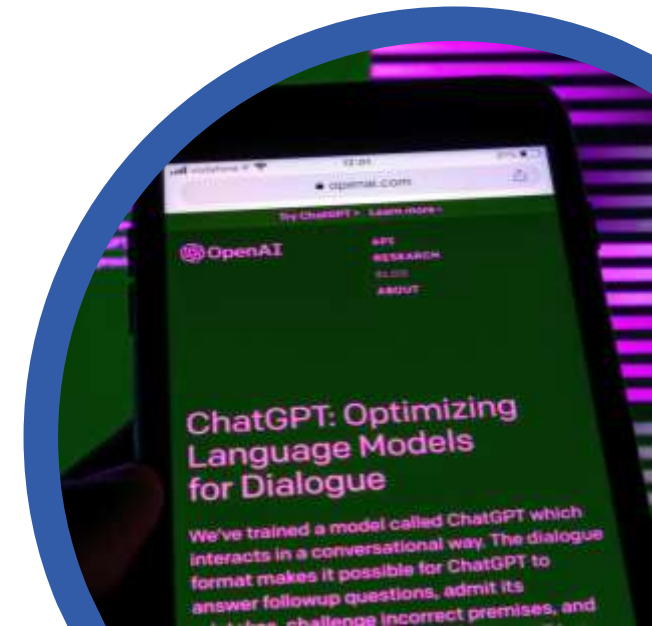 vodafone
12:01
openai.com
Try ChatGPT > Learn more >
OpenAI
API
RESEARCH
BLOG
ABOUT
ChatGPT: Optimizing
Language Models
for Dialogue
We've trained a model called ChatGPT which
interacts in a conversational way. The dialogue
format makes it possible for ChatGPT to
answer followup questions, admit its
mistakes, challenge incorrect premises, and